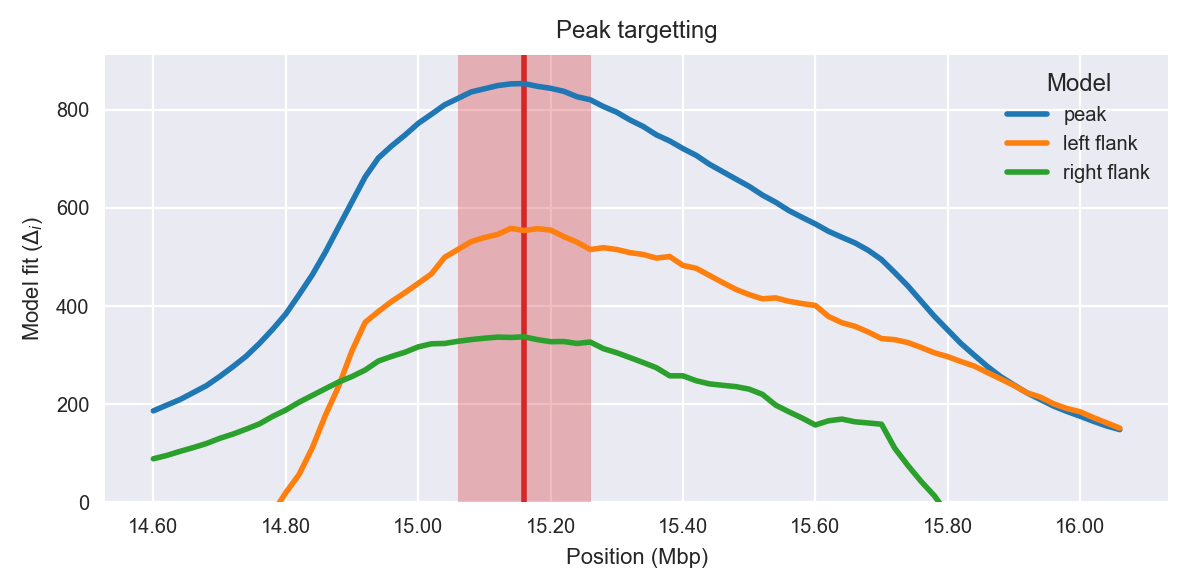 Peak targetting
Model fit (Δi)
800
600
400
200
0
Model
peak
left flank
right flank
14.60 14.80 15.00 15.20 15.40 15.60 15.80 16.00
Position (Mbp)